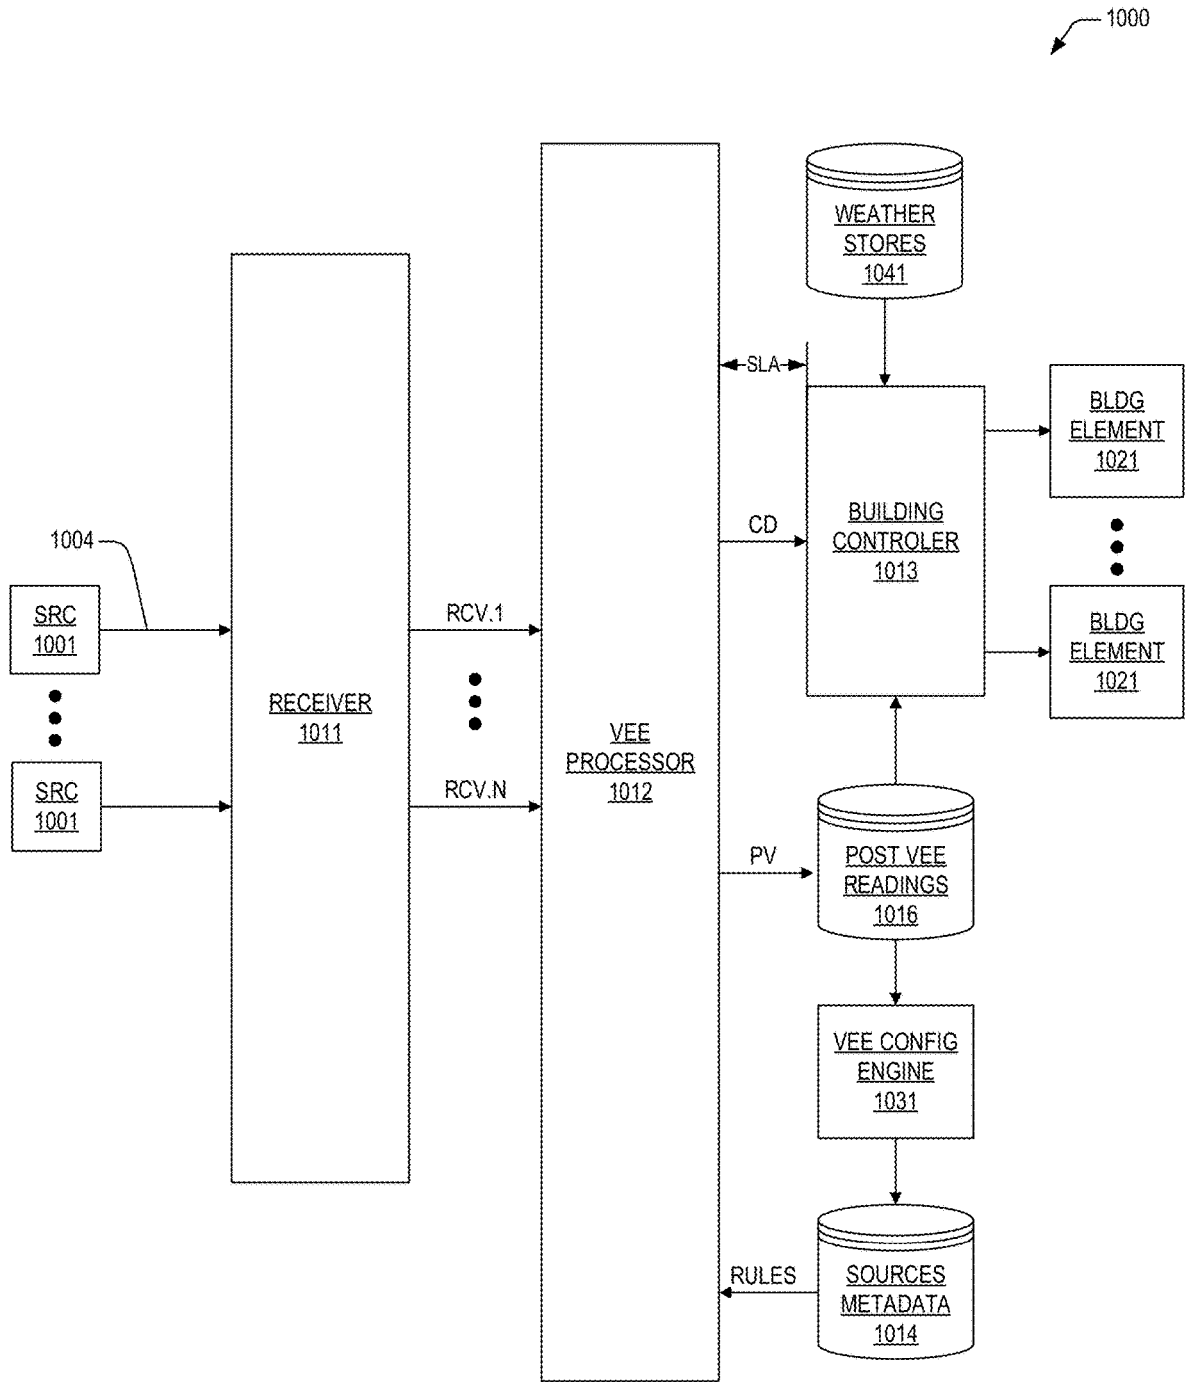 1000
WEATHER
STORES
1041
SLA
BLDG
ELEMENT
1021
CD
BUILDING
CONTROLER
1013
1004
SRC
1001
RCV.1
BLDG
ELEMENT
1021
RECEIVER
1011
VEE
PROCESSOR
1012
SRC
1001
RCV.N
PV
POST VEE
READINGS
1016
VEE CONFIG
ENGINE
1031
RULES
SOURCES
METADATA
1014